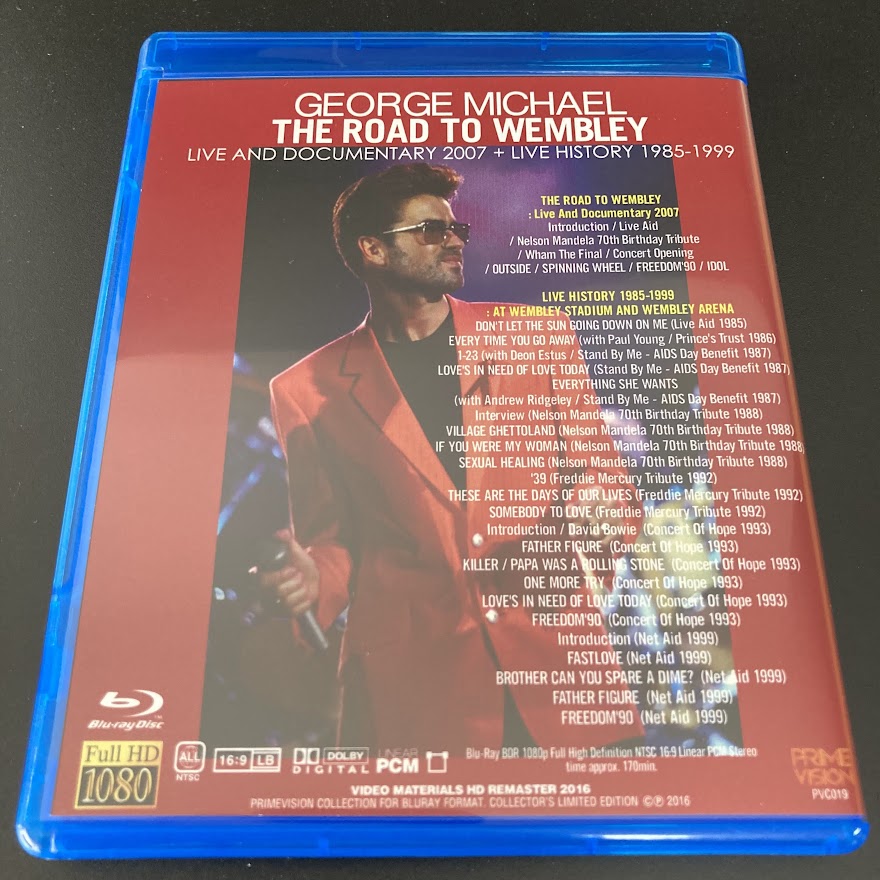 GEORGE MICHAEL
THE ROAD TO WEMBLEY
LIVE AND DOCUMENTARY 2007 + LIVE HISTORY 1985-1999
THE ROAD TO WEMBLEY
: Live And Documentary 2007
Introduction / Live Aid
/ Nelson Mandela 70th Birthday Tribute
/ Wham The Final / Concert Opening
/ OUTSIDE / SPINNING WHEEL / FREEDOM'90 / IDOL
LIVE HISTORY 1985-1999
: AT WEMBLEY STADIUM AND WEMBLEY ARENA
DON'T LET THE SUN GOING DOWN ON ME (Live Aid 1985)
EVERY TIME YOU GO AWAY (with Paul Young / Prince's Trust 1986)
1-23 (with Deon Estus / Stand By Me - AIDS Day Benefit 1987)
LOVE'S IN NEED OF LOVE TODAY (Stand By Me - AIDS Day Benefit 1987)
EVERYTHING SHE WANTS
(with Andrew Ridgeley / Stand By Me - AIDS Day Benefit 1987)
Interview (Nelson Mandela 70th Birthday Tribute 1988)
VILLAGE GHETTOLAND (Nelson Mandela 70th Birthday Tribute 1988)
IF YOU WERE MY WOMAN (Nelson Mandela 70th Birthday Tribute 1988)
SEXUAL HEALING (Nelson Mandela 70th Birthday Tribute 1988)
'39 (Freddie Mercury Tribute 1992)
THESE ARE THE DAYS OF OUR LIVES (Freddie Mercury Tribute 1992)
SOMEBODY TO LOVE (Freddie Mercury Tribute 1992)
Introduction / David Bowie (Concert Of Hope 1993)
FATHER FIGURE (Concert Of Hope 1993)
KILLER / PAPA WAS A ROLLING STONE (Concert Of Hope 1993)
ONE MORE TRY (Concert Of Hope 1993)
LOVE'S IN NEED OF LOVE TODAY (Concert Of Hope 1993)
FREEDOM'90 (Concert Of Hope 1993)
Introduction (Net Aid 1999)
FASTLOVE (Net Aid 1999)
BROTHER CAN YOU SPARE A DIME? (Net Aid 1999)
FATHER FIGURE (Net Aid 1999)
FREEDOM'90 (Net Aid 1999)
Blu-ray Disc
Full HD
1080
ALL
NTSC
16:9 LB
DOLBY
DIGITAL
LINEAR
PCM
Blu-Ray BDR 1080p Full High Definition NTSC 16:9 Linear PCM Stereo
time approx. 170min.
PRIME
VISION
PVC019
VIDEO MATERIALS HD REMASTER 2016
PRIMEVISION COLLECTION FOR BLURAY FORMAT. COLLECTOR'S LIMITED EDITION ©℗ 2016